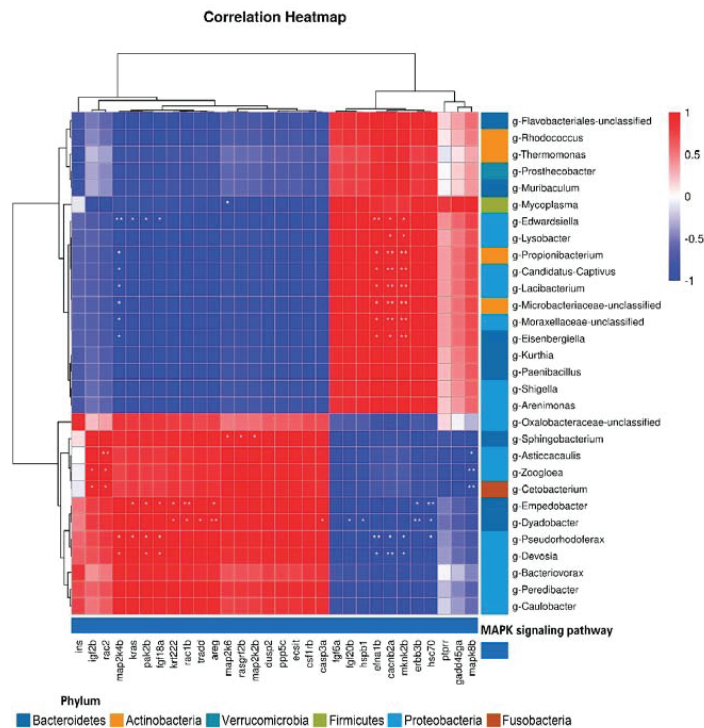 Correlation Heatmap
1
0.5
0
-0.5
-1
g-Flavobacteriales-unclassified
g-Rhodococcus
g-Thermomonas
g-Prosthecobacter
g-Muribaculum
g-Mycoplasma
g-Edwardsiella
g-Lysobacter
g-Propionibacterium
g-Candidatus-Captivus
g-Lacibacterium
g-Microbacteriaceae-unclassified
g-Moraxellaceae-unclassified
g-Eisenbergiella
g-Kurthia
g-Paenibacillus
g-Shigella
g-Arenimonas
g-Oxalobacteraceae-unclassified
g-Sphingobacterium
g-Asticcacaulis
g-Zoogloea
g-Cetobacterium
g-Empedobacter
g-Dyadobacter
g-Pseudorhodoferax
g-Devosia
g-Bacteriovorax
g-Peredibacter
g-Caulobacter
MAPK signaling pathway
ins
igf2b
rac2
map2k4b
kras
pak2b
fgf18a
krt222
rac1b
tradd
areg
map2k6
rasgrf2b
map2k2b
dusp2
ppp5c
ecsit
csf1rb
casp3a
fgf6a
fgf20b
hspb1
efna1b
cacnb2a
mknk2b
erbb3b
hsc70
ptprr
gadd45ga
mapk8b
Phylum
Bacteroidetes Actinobacteria Verrucomicrobia Firmicutes Proteobacteria Fusobacteria